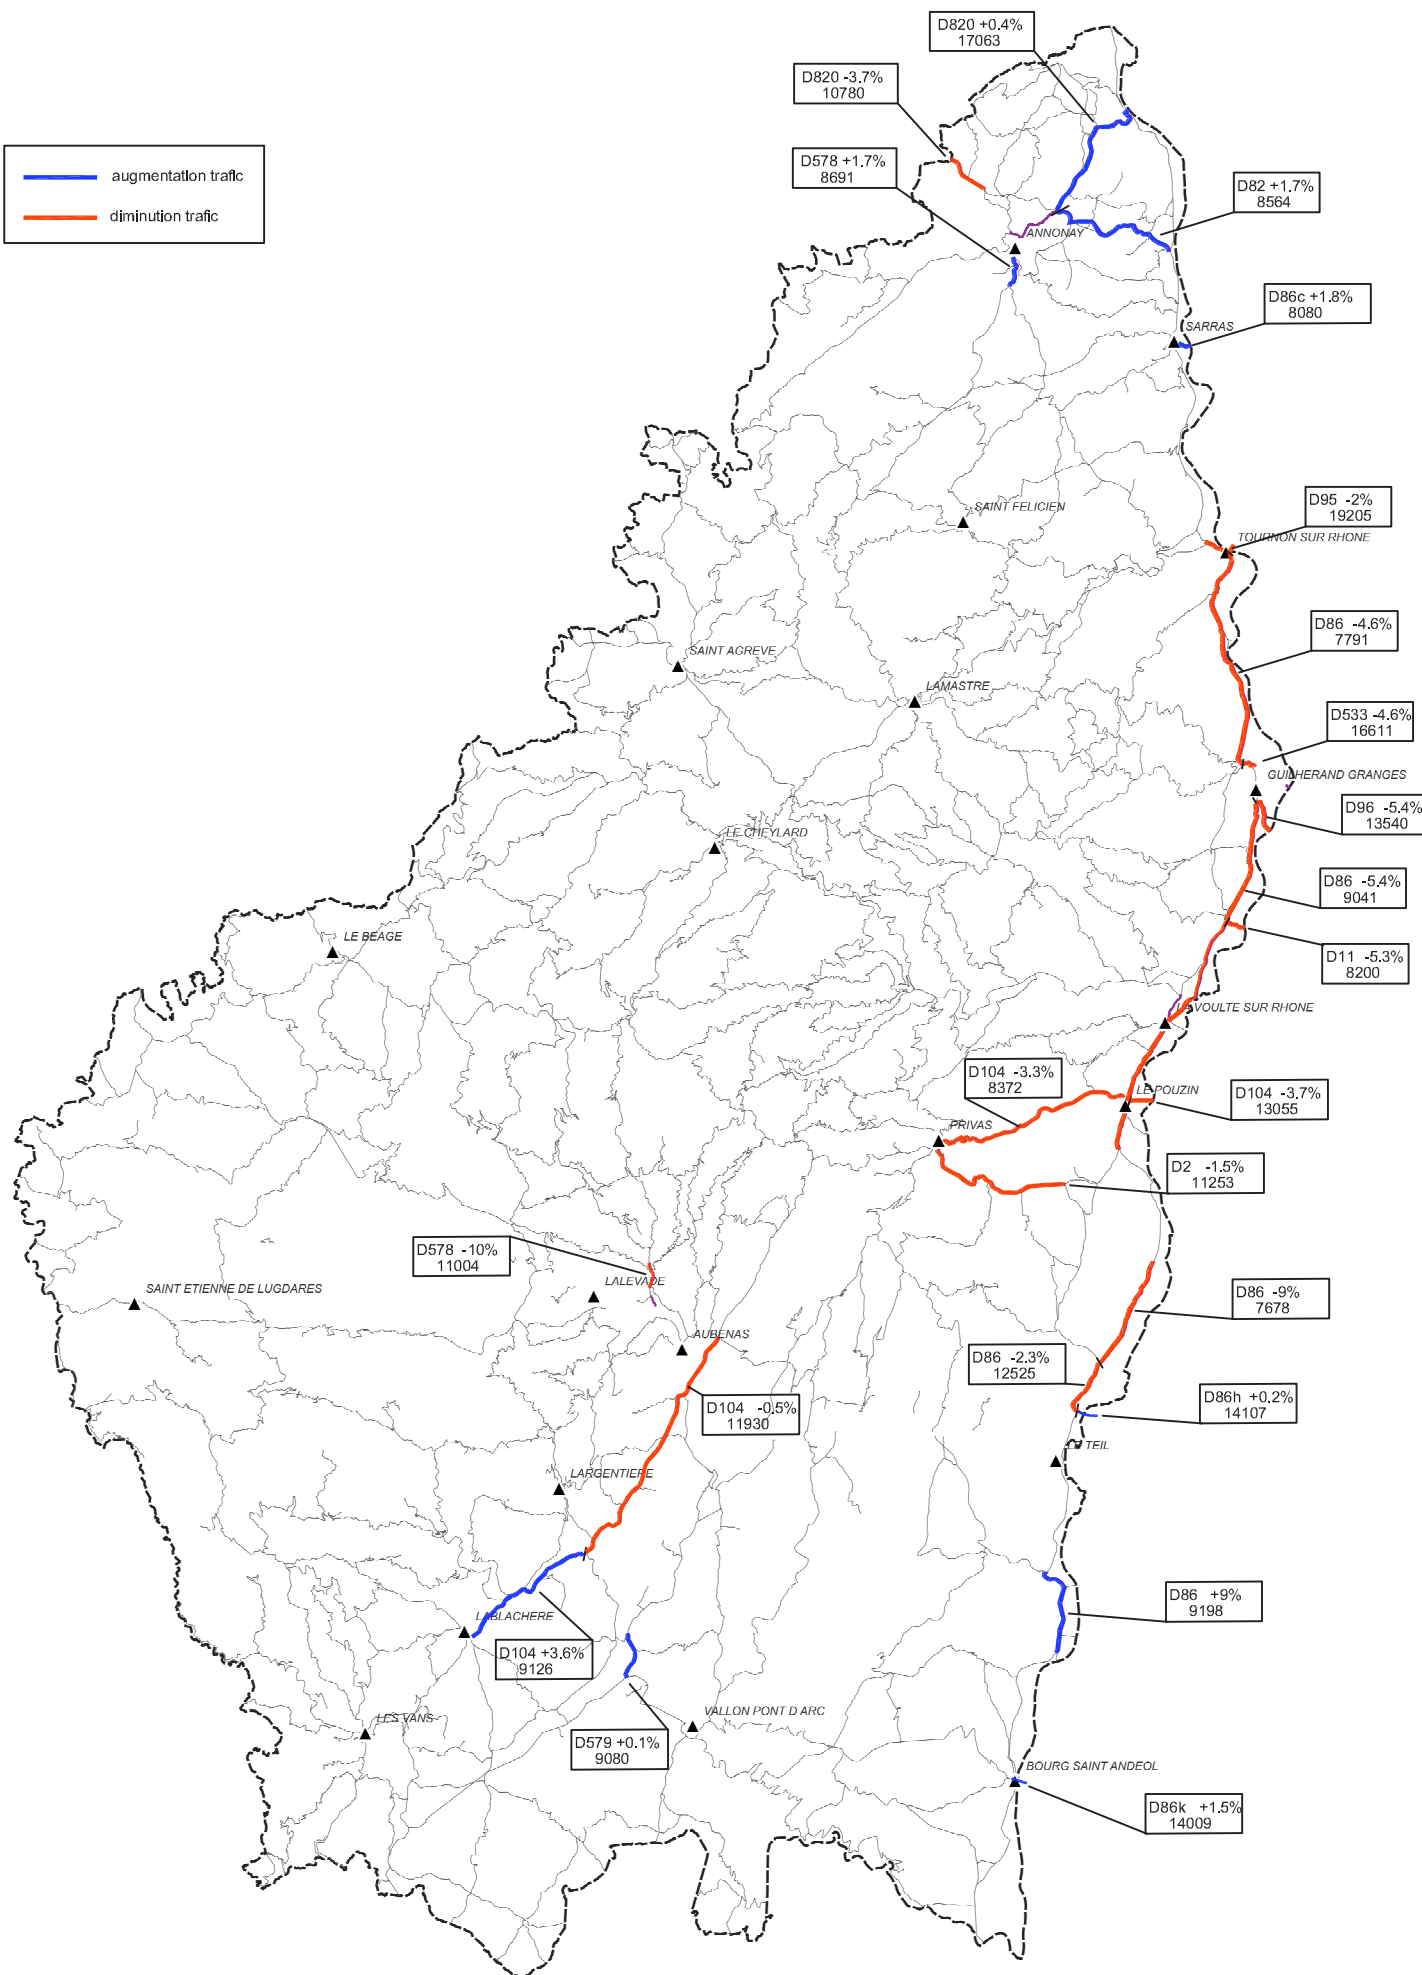 D820 +0.4%
17063
D820 -3.7%
10780
augmentation trafic
diminution trafic
D578 +1.7%
8691
D82 +1.7%
8564
ANNONAY
D86c +1.8%
8080
SARRAS
D95 -2%
19205
SAINT FELICIEN
TOURNON SUR RHONE
D86 -4.6%
7791
SAINT AGREVE
LAMASTRE
D533 -4.6%
16611
GUILHERAND GRANGES
D96 -5.4%
13540
LE CHEYLARD
D86 -5.4%
9041
LE BEAGE
D11 -5.3%
8200
LA VOULTE SUR RHONE
D104 -3.3%
8372
LE POUZIN
D104 -3.7%
13055
PRIVAS
D2 -1.5%
11253
D578 -10%
11004
LALEVADE
SAINT ETIENNE DE LUGDARES
D86 -9%
7678
AUBENAS
D86 -2.3%
12525
D86h +0.2%
14107
D104 -0.5%
11930
LE TEIL
LARGENTIERE
D86 +9%
9198
LABLACHERE
D104 +3.6%
9126
LES VANS
VALLON PONT D ARC
D579 +0.1%
9080
BOURG SAINT ANDEOL
D86k +1.5%
14009